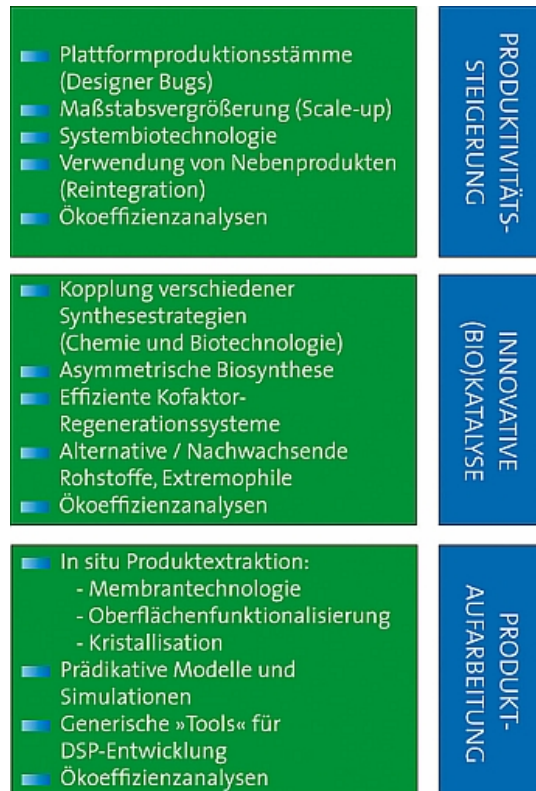 Plattformproduktionsstämme
(Designer Bugs)
Maßstabsvergrößerung (Scale-up)
Systembiotechnologie
Verwendung von Nebenprodukten
(Reintegration)
Ökoeffizienzanalysen
PRODUKTIVITÄTS-
STEIGERUNG
Kopplung verschiedener
Synthesestrategien
(Chemie und Biotechnologie)
Asymmetrische Biosynthese
Effiziente Kofaktor-
Regenerationssysteme
Alternative / Nachwachsende
Rohstoffe, Extremophile
Ökoeffizienzanalysen
INNOVATIVE
(BIO)KATALYSE
In situ Produktextraktion:
- Membrantechnologie
- Oberflächenfunktionalisierung
- Kristallisation
Prädikative Modelle und
Simulationen
Generische »Tools« für
DSP-Entwicklung
Ökoeffizienzanalysen
PRODUKT-
AUFARBEITUNG